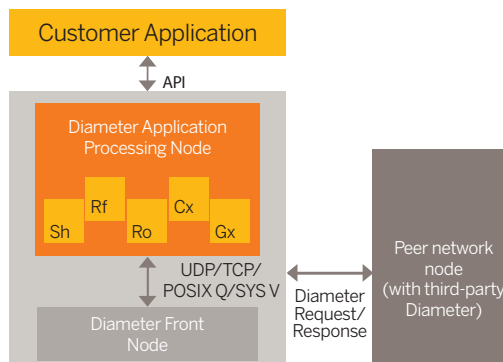 Customer Application
API
Diameter Application
Processing Node
Rf
Cx
Sh
Ro
Gx
UDP/TCP/
POSIX Q/SYS V
Diameter Front
Node
Diameter
Request/
Response
Peer network
node
(with third-party
Diameter)